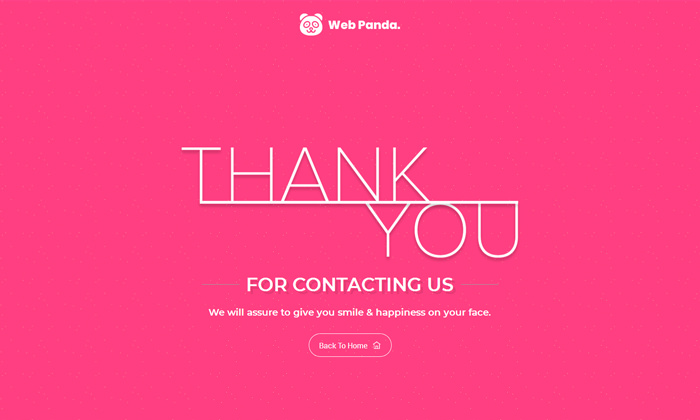 Web Panda.
THANK
YOU
FOR CONTACTING US
We will assure to give you smile & happiness on your face.
Back To Home